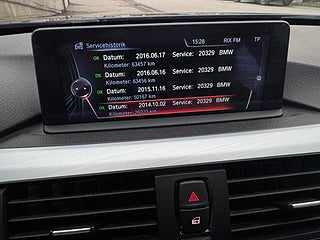 Servicehistorik 15:28 RIX FM TP
OK Datum: 2016.06.17 Service: 20329 BMW
Kilometer: 63457 km
OK Datum: 2016.06.16 Service: 20329 BMW
Kilometer: 63456 km
OK Datum: 2015.11.16 Service: 20329 BMW
Kilometer: 50167 km
OK Datum: 2014.10.02 Service: 20329 BMW